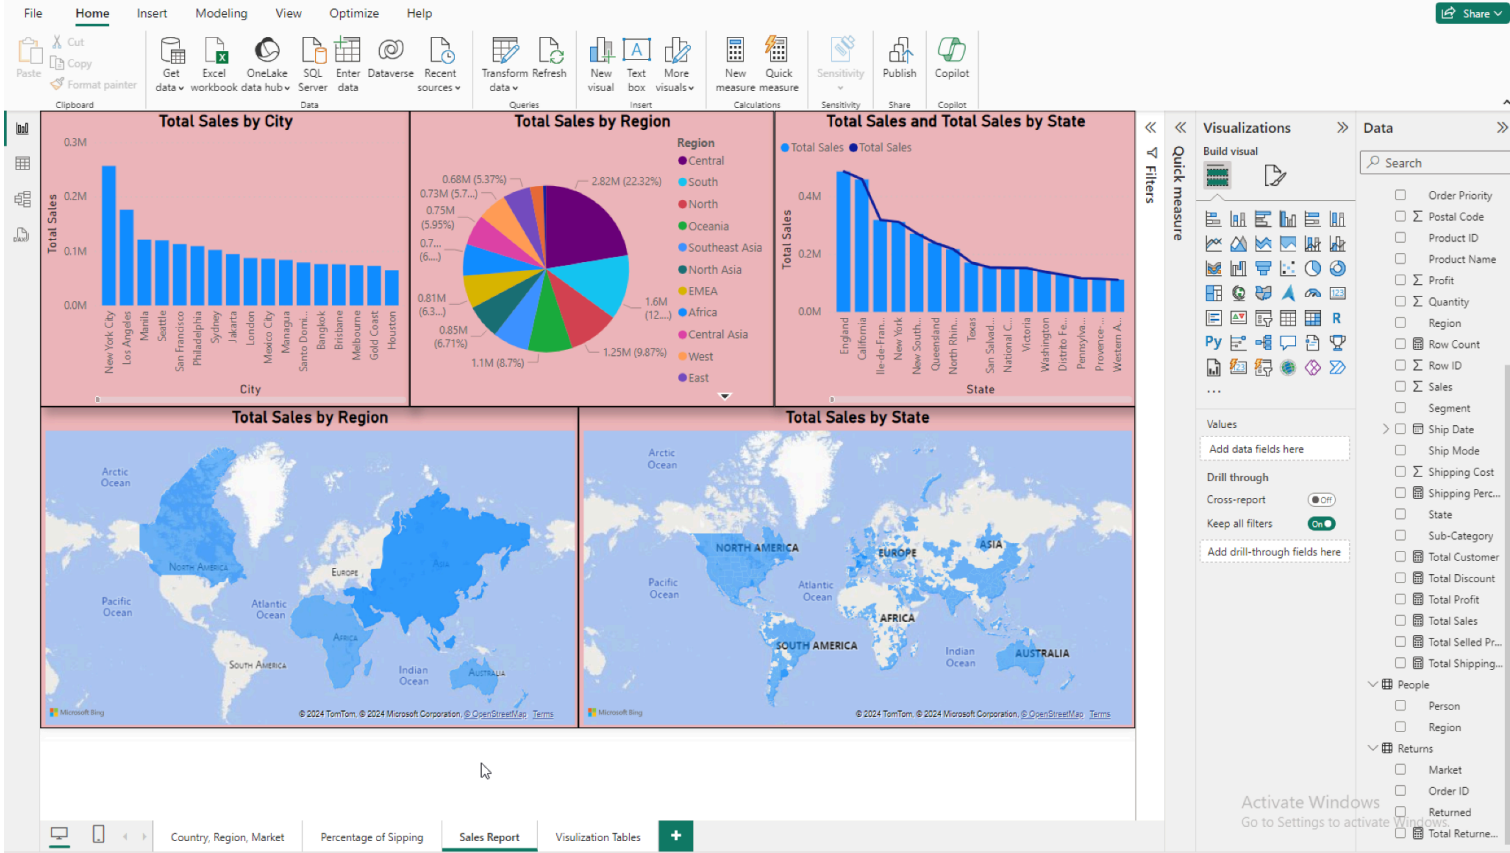 File Home Insert Modeling View Optimize Help Share
Paste
Cut
Copy
Format painter
Clipboard
Get data
Excel workbook
OneLake data hub
SQL Server
Enter data
Dataverse
Recent sources
Data
Transform data
Refresh
Queries
New visual
Text box
More visuals
Insert
New measure
Quick measure
Calculations
Sensitivity
Sensitivity
Publish
Share
Copilot
Copilot
Total Sales by City
Total Sales
0.3M
0.2M
0.1M
0.0M
New York City
Los Angeles
Manila
Seattle
San Francisco
Philadelphia
Sydney
Jakarta
London
Mexico City
Managua
Santo Domi...
Bangkok
Brisbane
Melbourne
Gold Coast
Houston
City
Total Sales by Region
2.82M (22.32%)
1.6M (12....)
1.25M (9.87%)
1.1M (8.7%)
0.85M (6.71%)
0.81M (6.3...)
0.7... (6....)
0.75M (5.95%)
0.73M (5.7...)
0.68M (5.37%)
Region
Central
South
North
Oceania
Southeast Asia
North Asia
EMEA
Africa
Central Asia
West
East
Total Sales and Total Sales by State
Total Sales Total Sales
Total Sales
0.4M
0.2M
0.0M
England
California
Ile-de-Fran...
New York
New South...
Queensland
North Rhin...
Texas
San Salvad...
National C...
Victoria
Washington
Distrito Fe...
Pennsylva...
Provence-...
Western A...
State
Total Sales by Region
Arctic Ocean
NORTH AMERICA
EUROPE
ASIA
Pacific Ocean
Atlantic Ocean
AFRICA
SOUTH AMERICA
Indian Ocean
AUSTRALIA
Microsoft Bing
© 2024 TomTom, © 2024 Microsoft Corporation, © OpenStreetMap Terms
Total Sales by State
Arctic Ocean
NORTH AMERICA
EUROPE
ASIA
Pacific Ocean
Atlantic Ocean
AFRICA
SOUTH AMERICA
Indian Ocean
AUSTRALIA
Microsoft Bing
© 2024 TomTom, © 2024 Microsoft Corporation, © OpenStreetMap Terms
Filters
Quick measure
Visualizations
Build visual
123
R
Py
...
Values
Add data fields here
Drill through
Cross-report Off
Keep all filters On
Add drill-through fields here
Data
Search
Order Priority
Postal Code
Product ID
Product Name
Profit
Quantity
Region
Row Count
Row ID
Sales
Segment
Ship Date
Ship Mode
Shipping Cost
Shipping Perc...
State
Sub-Category
Total Customer
Total Discount
Total Profit
Total Sales
Total Selled Pr...
Total Shipping...
People
Person
Region
Returns
Market
Order ID
Returned
Total Returne...
Activate Windows
Go to Settings to activate Windows.
Country, Region, Market
Percentage of Sipping
Sales Report
Visulization Tables
+